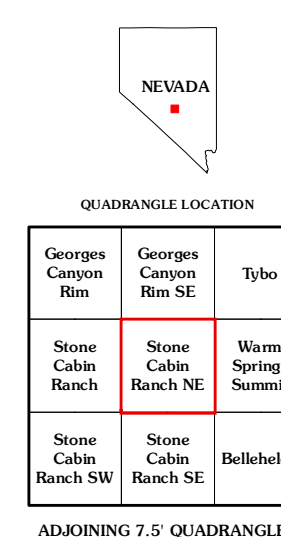 NEVADA
QUADRANGLE LOCATION
Georges Canyon Rim
Georges Canyon Rim SE
Tybo
Stone Cabin Ranch
Stone Cabin Ranch NE
Warm
Stone Cabin Ranch SW
Stone Cabin Ranch SE
ADJOINING 7.5'